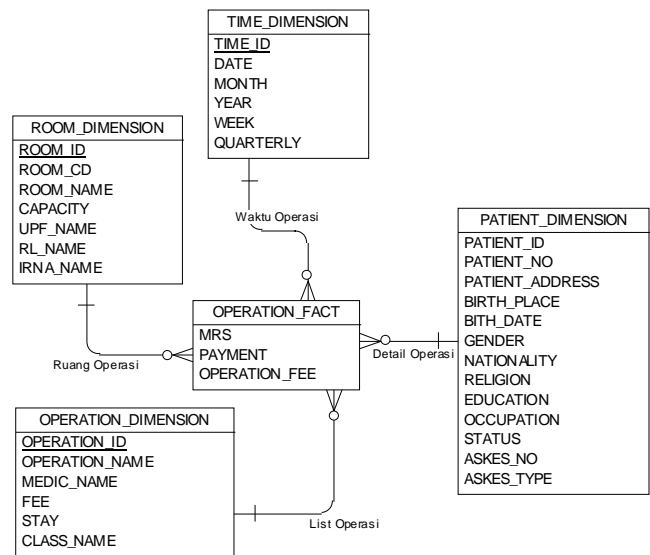 TIME_DIMENSION
TIME_ID
DATE
MONTH
YEAR
WEEK
QUARTERLY
ROOM_DIMENSION
ROOM_ID
ROOM_CD
ROOM_NAME
CAPACITY
UPF_NAME
RL_NAME
IRNA_NAME
Waktu Operasi
PATIENT_DIMENSION
PATIENT_ID
PATIENT_NO
PATIENT_ADDRESS
BIRTH_PLACE
BITH_DATE
GENDER
NATIONALITY
RELIGION
EDUCATION
OCCUPATION
STATUS
ASKES_NO
ASKES_TYPE
OPERATION_FACT
MRS
PAYMENT
OPERATION_FEE
Detail Operasi
Ruang Operasi
OPERATION_DIMENSION
OPERATION_ID
OPERATION_NAME
MEDIC_NAME
FEE
STAY
CLASS_NAME
List Operasi